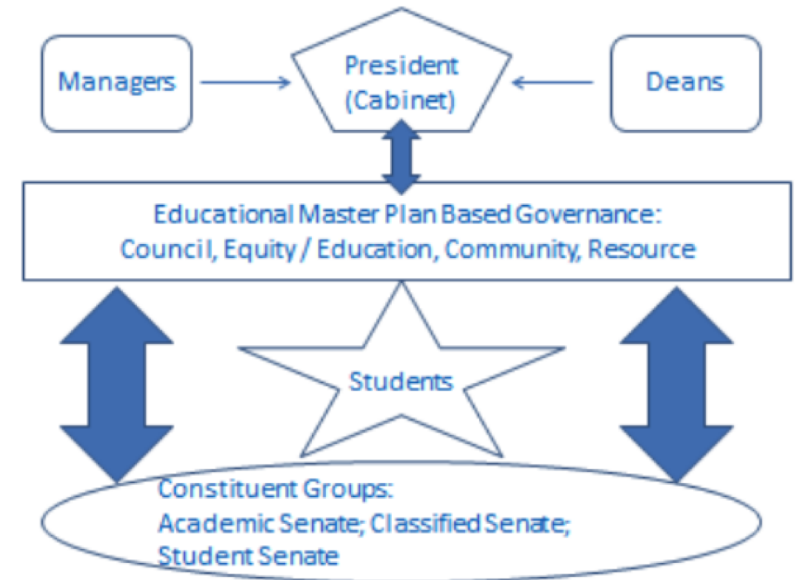 Managers
President
(Cabinet)
Deans
Educational Master Plan Based Governance:
Council, Equity / Education, Community, Resource
Students
Constituent Groups:
Academic Senate; Classified Senate;
Student Senate